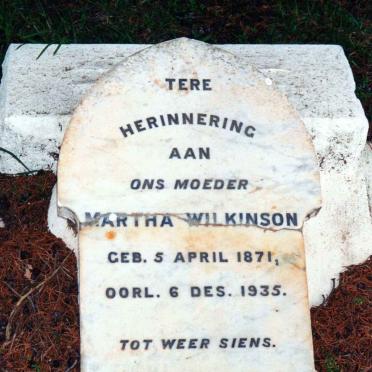 TERE
HERINNERING
AAN
ONS MOEDER
MARTHA WILKINSON
GEB. 5 APRIL 1871,
OORL. 6 DES. 1935.
TOT WEER SIENS.